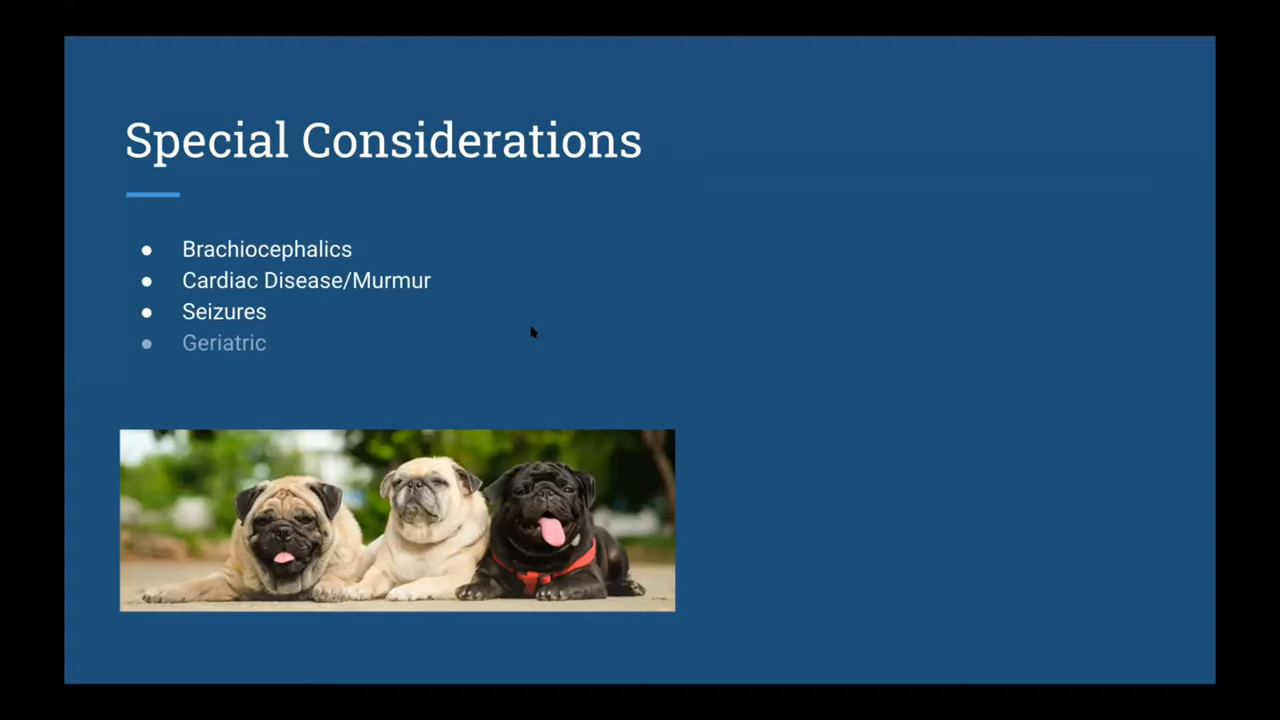 Special Considerations
● Brachiocephalics
● Cardiac Disease/Murmur
● Seizures
● Geriatric